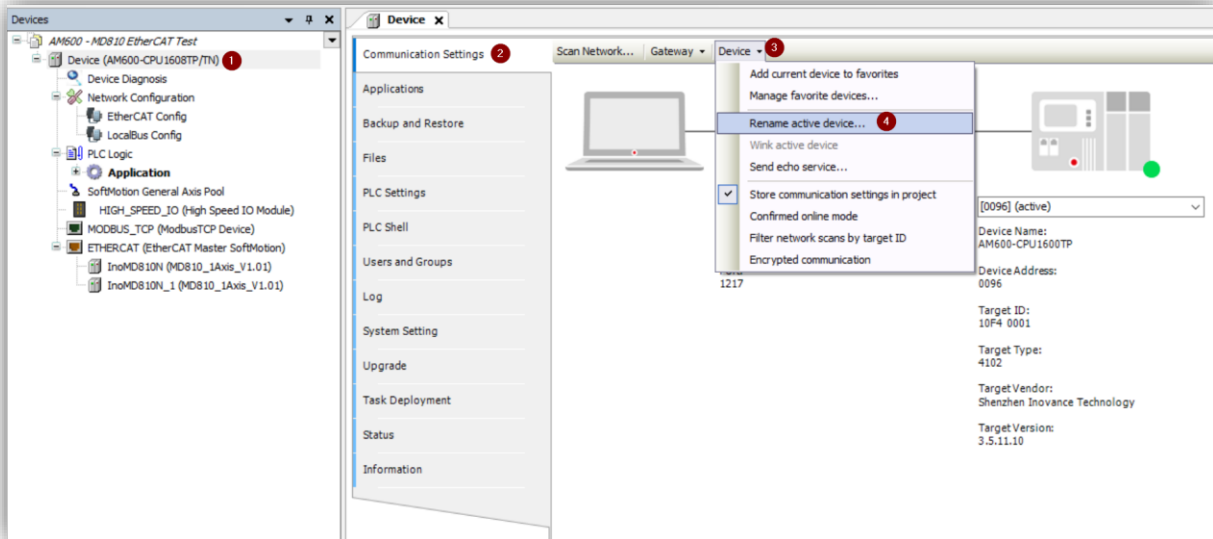 Devices
AM600 - MD810 EtherCAT Test
Device (AM600-CPU1608TP/TN) 1
Device Diagnosis
Network Configuration
EtherCAT Config
LocalBus Config
PLC Logic
Application
SoftMotion General Axis Pool
HIGH_SPEED_IO (High Speed IO Module)
MODBUS_TCP (ModbusTCP Device)
ETHERCAT (EtherCAT Master SoftMotion)
InoMD810N (MD810_1Axis_V1.01)
InoMD810N_1 (MD810_1Axis_V1.01)
Device
Communication Settings 2
Applications
Backup and Restore
Files
PLC Settings
PLC Shell
Users and Groups
Log
System Setting
Upgrade
Task Deployment
Status
Information
Scan Network... Gateway Device 3
Add current device to favorites
Manage favorite devices...
Rename active device... 4
Wink active device
Send echo service...
Store communication settings in project
Confirmed online mode
Filter network scans by target ID
Encrypted communication
1217
[0096] (active)
Device Name:
AM600-CPU1600TP
Device Address:
0096
Target ID:
10F4 0001
Target Type:
4102
Target Vendor:
Shenzhen Inovance Technology
Target Version:
3.5.11.10